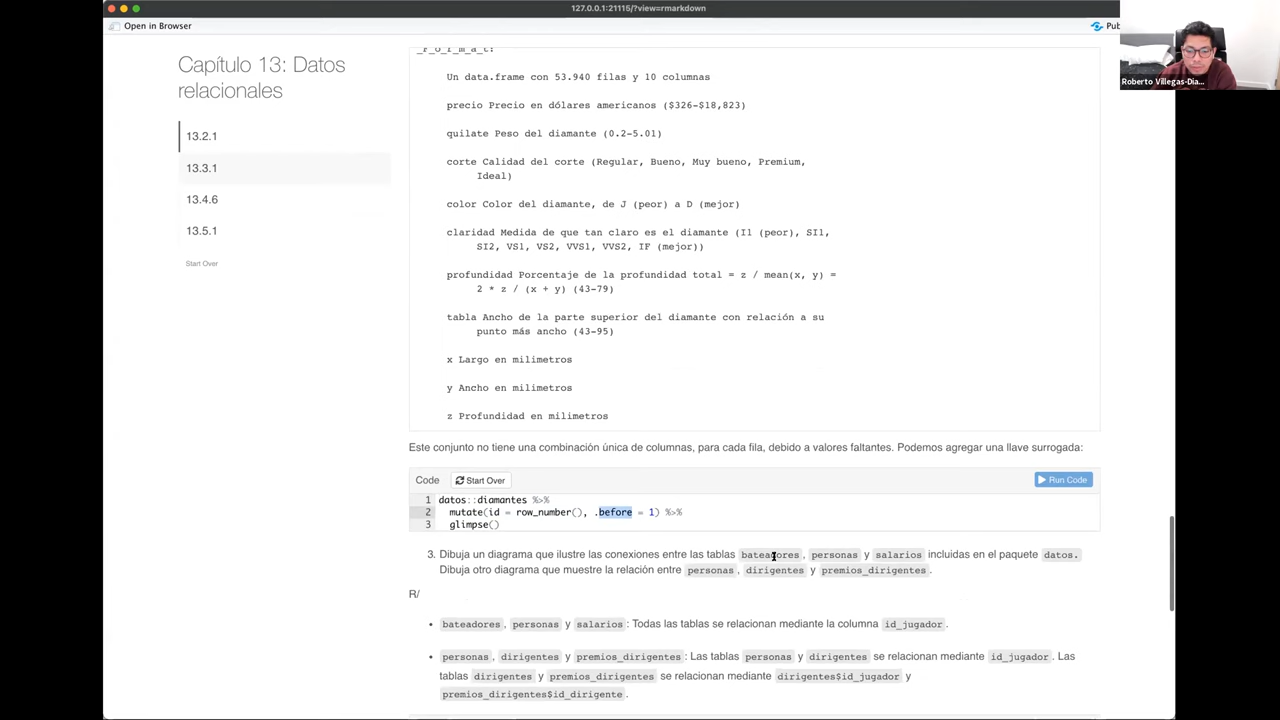 127.0.0.1:21115/?view=rmarkdown
Open in Browser
Pub
Roberto Villegas-Dia...
Capítulo 13: Datos
relacionales
13.2.1
13.3.1
13.4.6
13.5.1
Start Over
_F_o_r_m_a_t:
Un data.frame con 53.940 filas y 10 columnas
precio Precio en dólares americanos ($326-$18,823)
quilate Peso del diamante (0.2-5.01)
corte Calidad del corte (Regular, Bueno, Muy bueno, Premium,
Ideal)
color Color del diamante, de J (peor) a D (mejor)
claridad Medida de que tan claro es el diamante (I1 (peor), SI1,
SI2, VS1, VS2, VVS1, VVS2, IF (mejor))
profundidad Porcentaje de la profundidad total = z / mean(x, y) =
2 * z / (x + y) (43-79)
tabla Ancho de la parte superior del diamante con relación a su
punto más ancho (43-95)
x Largo en milimetros
y Ancho en milimetros
z Profundidad en milimetros
Este conjunto no tiene una combinación única de columnas, para cada fila, debido a valores faltantes. Podemos agregar una llave surrogada:
Code Start Over Run Code
1 datos::diamantes %>%
2 mutate(id = row_number(), .before = 1) %>%
3 glimpse()
3. Dibuja un diagrama que ilustre las conexiones entre las tablas bateadores, personas y salarios incluidas en el paquete datos.
Dibuja otro diagrama que muestre la relación entre personas, dirigentes y premios_dirigentes.
R/
• bateadores, personas y salarios: Todas las tablas se relacionan mediante la columna id_jugador.
• personas, dirigentes y premios_dirigentes: Las tablas personas y dirigentes se relacionan mediante id_jugador. Las
tablas dirigentes y premios_dirigentes se relacionan mediante dirigentes$id_jugador y
premios_dirigentes$id_dirigente.